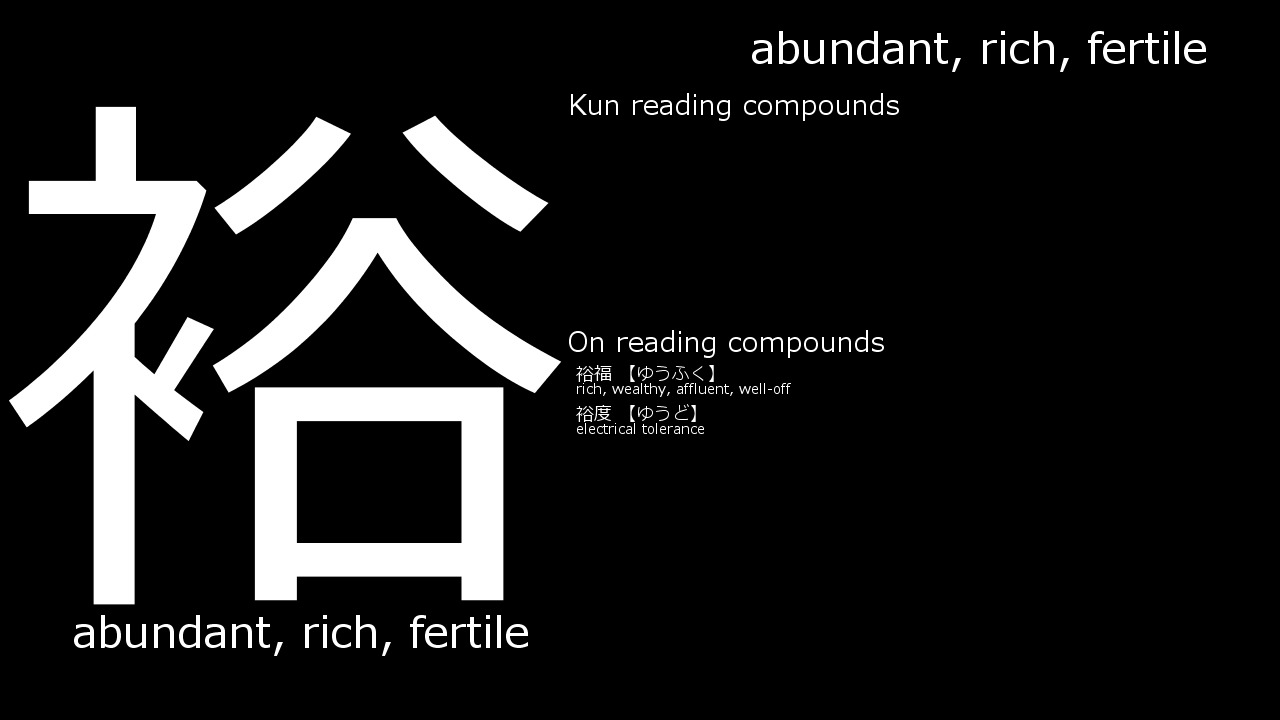 abundant, rich, fertile
裕
Kun reading compounds
On reading compounds
裕福 【ゆうふく】
rich, wealthy, affluent, well-off
裕度 【ゆうど】
electrical tolerance
abundant, rich, fertile